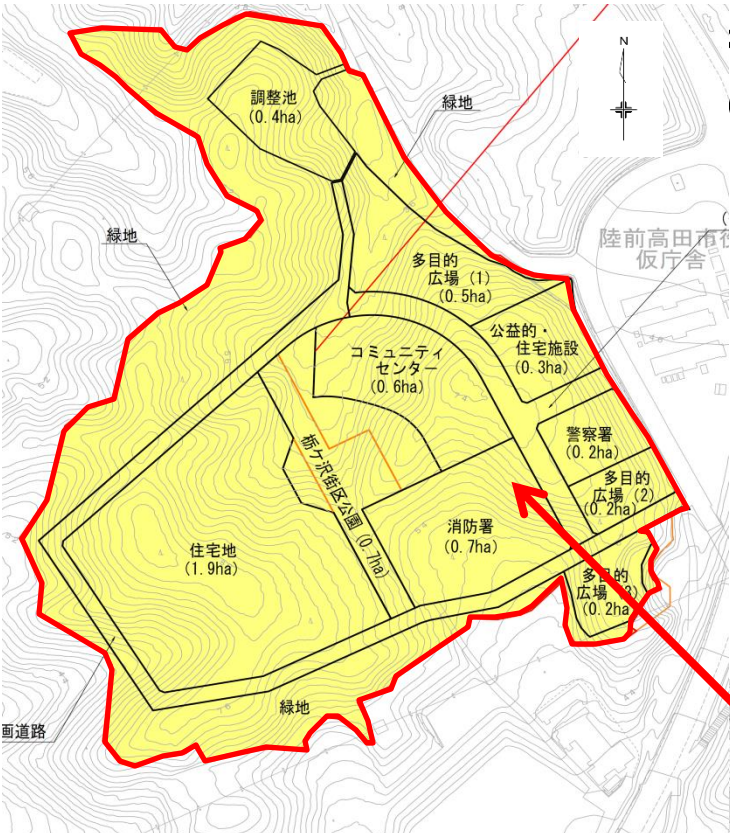 N
調整池
(0.4ha)
緑地
陸前高田市役
仮庁舎
緑地
多目的
広場 (1)
(0.5ha)
公益的・
住宅施設
(0.3ha)
コミュニティ
センター
(0.6ha)
警察署
(0.2ha)
多目的
広場 (2)
(0.2ha)
栃ケ沢街区公園 (0.7ha)
消防署
(0.7ha)
住宅地
(1.9ha)
多目的
広場
(0.2ha
緑地
画道路